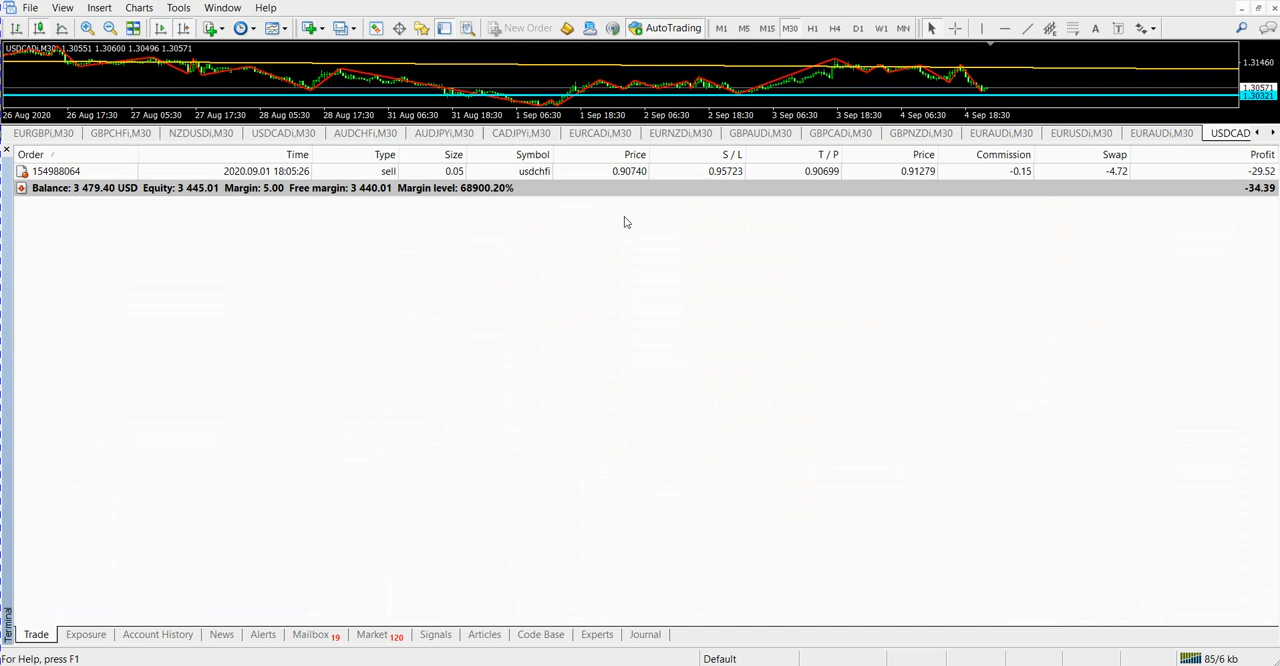 File View Insert Charts Tools Window Help
New Order AutoTrading M1 M5 M15 M30 H1 H4 D1 W1 MN A T
USDCADi,M30 1.30551 1.30600 1.30496 1.30571
1.31460
1.30571
1.30321
26 Aug 2020 26 Aug 17:30 27 Aug 05:30 27 Aug 17:30 28 Aug 05:30 28 Aug 17:30 31 Aug 06:30 31 Aug 18:30 1 Sep 06:30 1 Sep 18:30 2 Sep 06:30 2 Sep 18:30 3 Sep 06:30 3 Sep 18:30 4 Sep 06:30 4 Sep 18:30
EURGBPi,M30 GBPCHFi,M30 NZDUSDi,M30 USDCADi,M30 AUDCHFi,M30 AUDJPYi,M30 CADJPYi,M30 EURCADi,M30 EURNZDi,M30 GBPAUDi,M30 GBPCADi,M30 GBPNZDi,M30 EURAUDi,M30 EURUSDi,M30 EURAUDi,M30 USDCAD
Order Time Type Size Symbol Price S / L T / P Price Commission Swap Profit
154988064 2020.09.01 18:05:26 sell 0.05 usdchfi 0.90740 0.95723 0.90699 0.91279 -0.15 -4.72 -29.52
Balance: 3 479.40 USD Equity: 3 445.01 Margin: 5.00 Free margin: 3 440.01 Margin level: 68900.20% -34.39
Terminal
Trade Exposure Account History News Alerts Mailbox 19 Market 120 Signals Articles Code Base Experts Journal
For Help, press F1 Default 85/6 kb